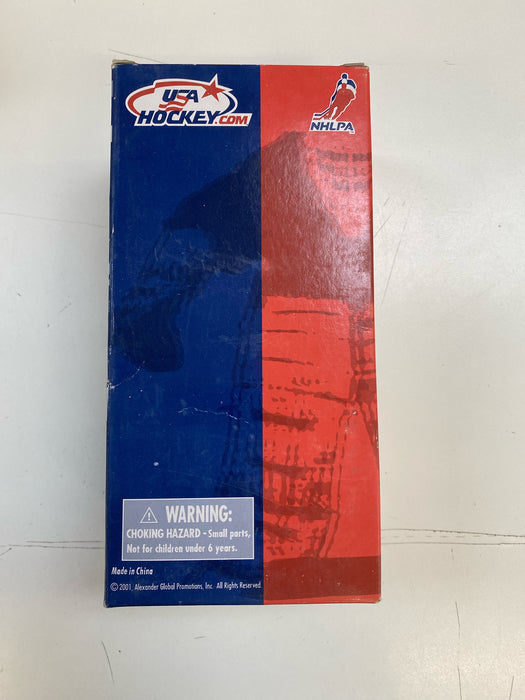 USA
HOCKEY.COM
NHLPA
⚠ WARNING:
CHOKING HAZARD - Small parts,
Not for children under 6 years.
Made in China
© 2001, Alexander Global Promotions, Inc. All Rights Reserved.